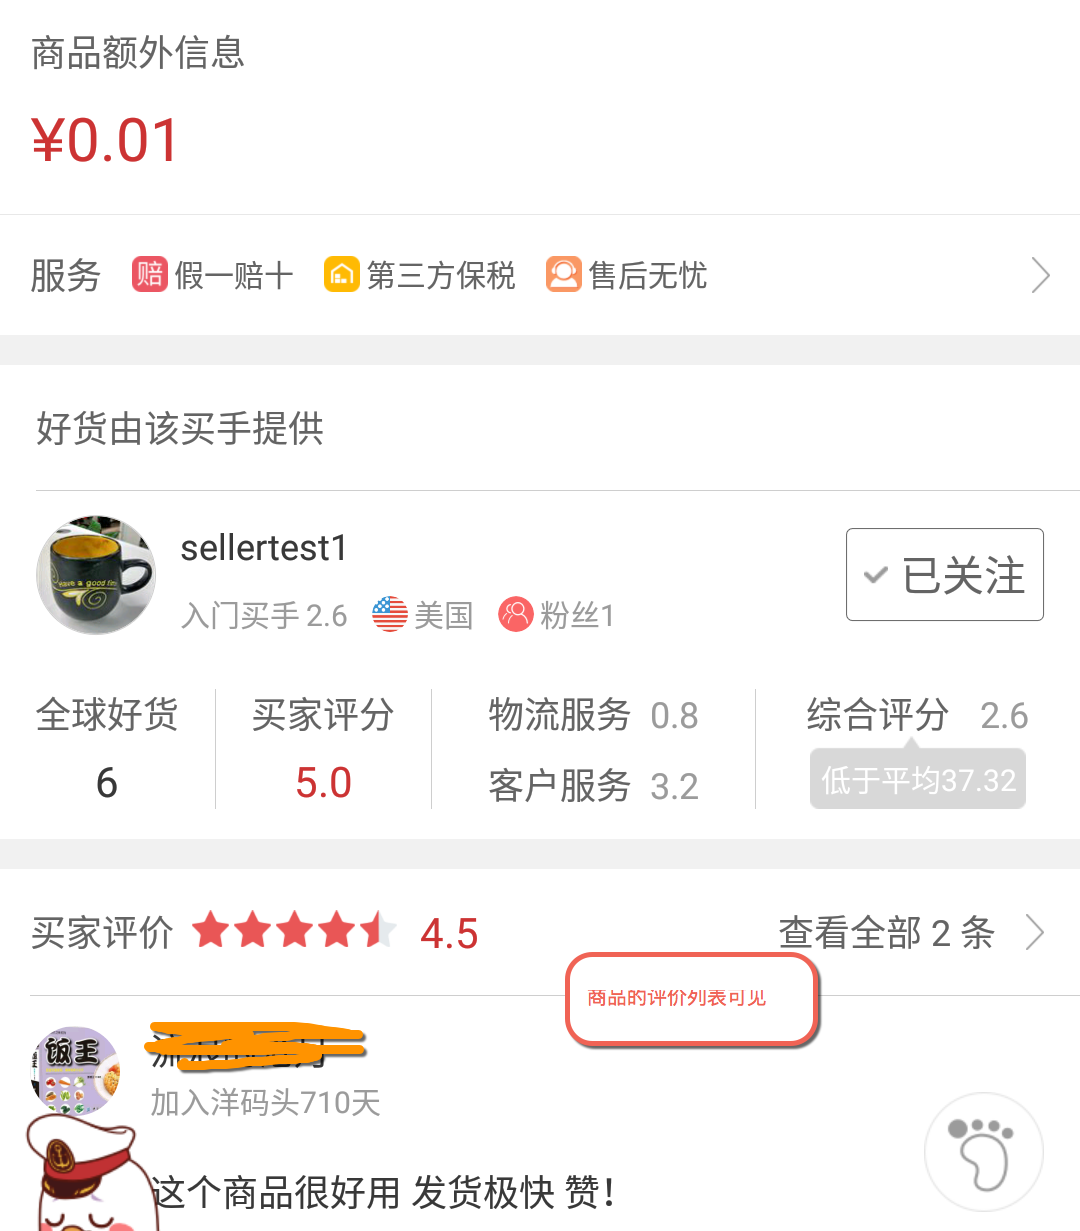 商品额外信息
¥0.01
服务 赔 假一赔十 第三方保税 售后无忧
好货由该买手提供
sellertest1
已关注
入门买手 2.6 美国 粉丝1
全球好货 买家评分 物流服务 0.8 综合评分 2.6
6 5.0 客户服务 3.2 低于平均37.32
买家评价 4.5 查看全部 2 条
商品的评价列表可见
饭王
加入洋码头710天
这个商品很好用 发货极快 赞！